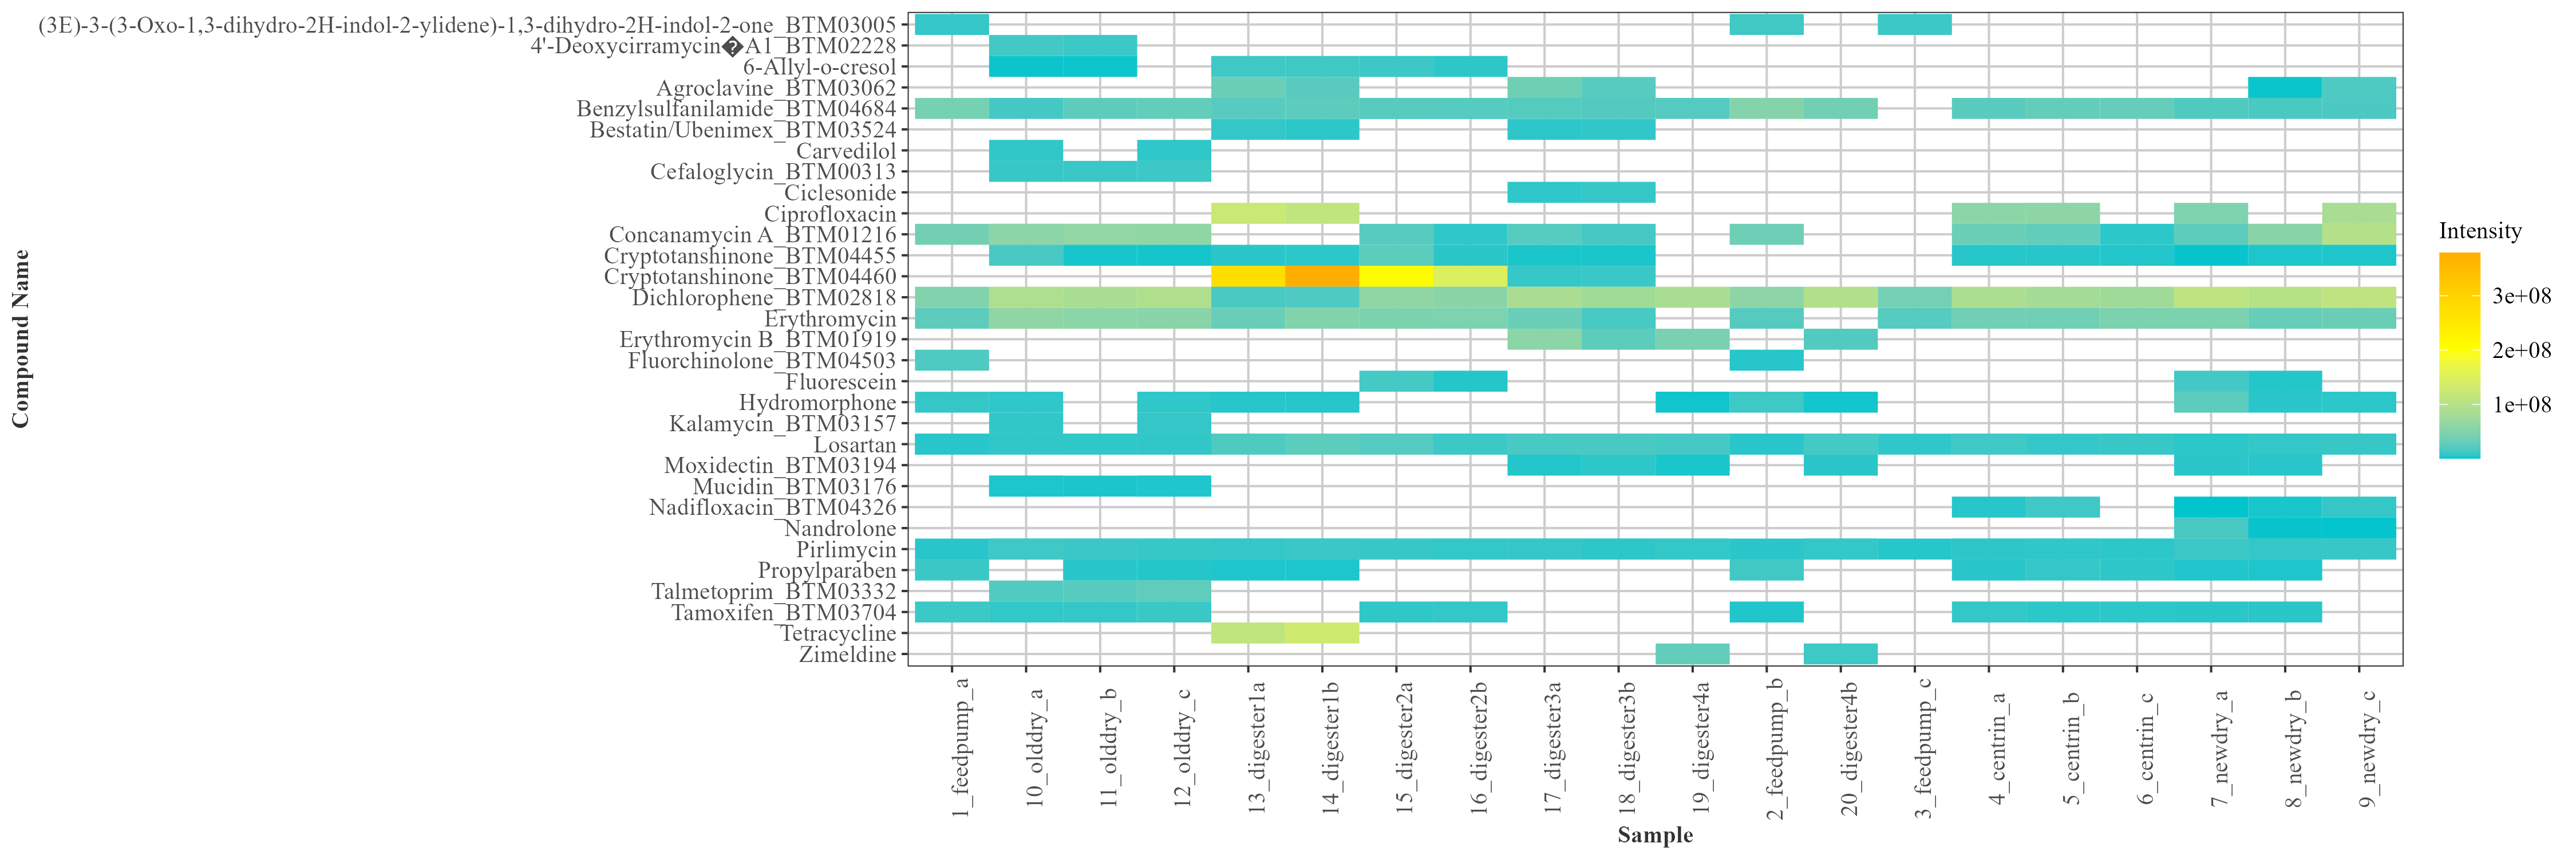 (3E)-3-(3-Oxo-1,3-dihydro-2H-indol-2-ylidene)-1,3-dihydro-2H-indol-2-one_BTM03005
4'-Deoxycirramycin�A1_BTM02228
6-Allyl-o-cresol
Agroclavine_BTM03062
Benzylsulfanilamide_BTM04684
Bestatin/Ubenimex_BTM03524
Carvedilol
Cefaloglycin_BTM00313
Ciclesonide
Ciprofloxacin
Concanamycin A_BTM01216
Cryptotanshinone_BTM04455
Cryptotanshinone_BTM04460
Dichlorophene_BTM02818
Erythromycin
Erythromycin B_BTM01919
Fluorchinolone_BTM04503
Fluorescein
Hydromorphone
Kalamycin_BTM03157
Losartan
Moxidectin_BTM03194
Mucidin_BTM03176
Nadifloxacin_BTM04326
Nandrolone
Pirlimycin
Propylparaben
Talmetoprim_BTM03332
Tamoxifen_BTM03704
Tetracycline
Zimeldine
Compound Name
1_feedpump_a
10_olddry_a
11_olddry_b
12_olddry_c
13_digester1a
14_digester1b
15_digester2a
16_digester2b
17_digester3a
18_digester3b
19_digester4a
2_feedpump_b
20_digester4b
3_feedpump_c
4_centrin_a
5_centrin_b
6_centrin_c
7_newdry_a
8_newdry_b
9_newdry_c
Sample
Intensity
3e+08
2e+08
1e+08